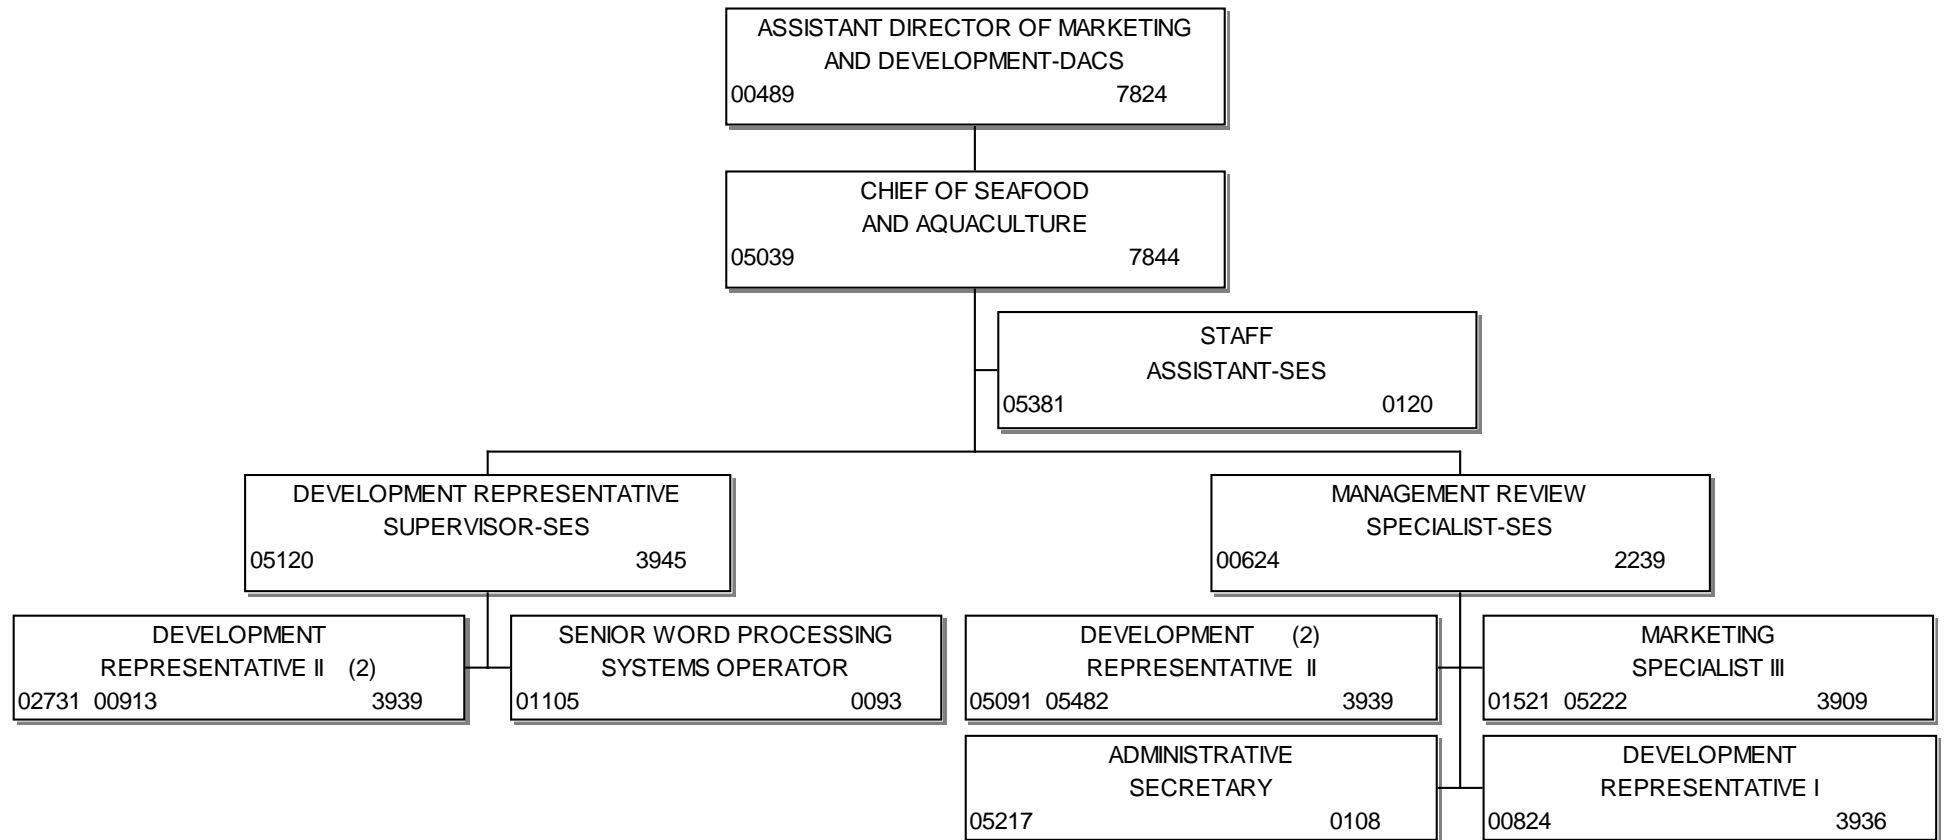 ASSISTANT DIRECTOR OF MARKETING
AND DEVELOPMENT-DACS
00489 7824
CHIEF OF SEAFOOD
AND AQUACULTURE
05039 7844
STAFF
ASSISTANT-SES
05381 0120
DEVELOPMENT REPRESENTATIVE
SUPERVISOR-SES
05120 3945
MANAGEMENT REVIEW
SPECIALIST-SES
00624 2239
DEVELOPMENT
REPRESENTATIVE II (2)
02731 00913 3939
SENIOR WORD PROCESSING
SYSTEMS OPERATOR
01105 0093
DEVELOPMENT (2)
REPRESENTATIVE II
05091 05482 3939
MARKETING
SPECIALIST III
01521 05222 3909
ADMINISTRATIVE
SECRETARY
05217 0108
DEVELOPMENT
REPRESENTATIVE I
00824 3936